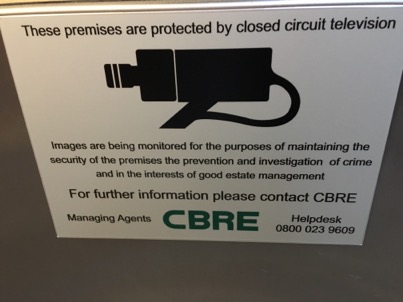 These premises are protected by closed circuit television
Images are being monitored for the purposes of maintaining the
security of the premises the prevention and investigation of crime
and in the interests of good estate management
For further information please contact CBRE
Managing Agents CBRE Helpdesk
0800 023 9609